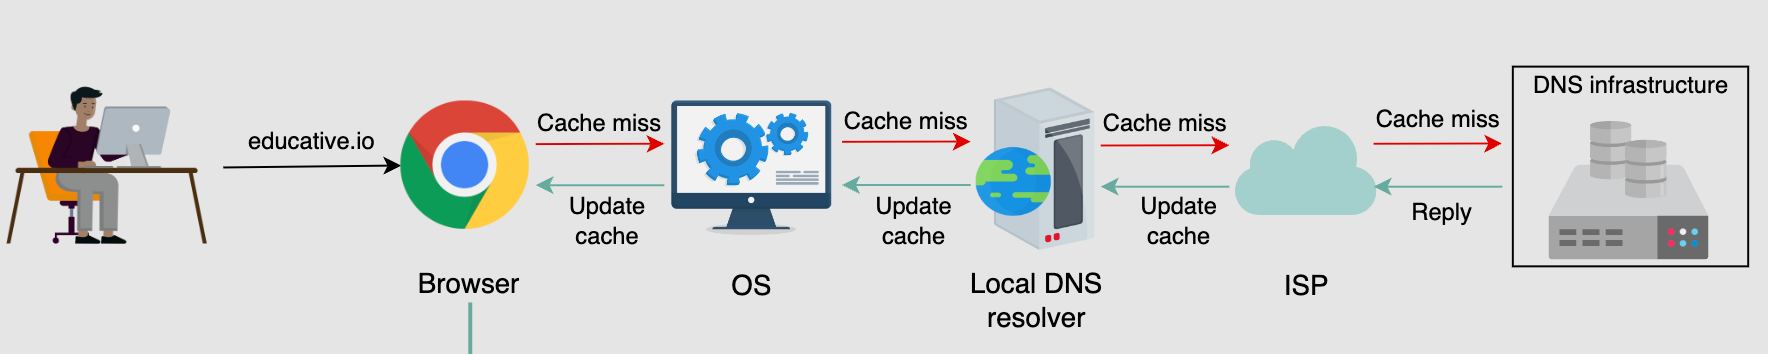 educative.io
Cache miss
Cache miss
Cache miss
Cache miss
DNS infrastructure
Update
cache
Update
cache
Update
cache
Reply
Browser
OS
Local DNS
resolver
ISP